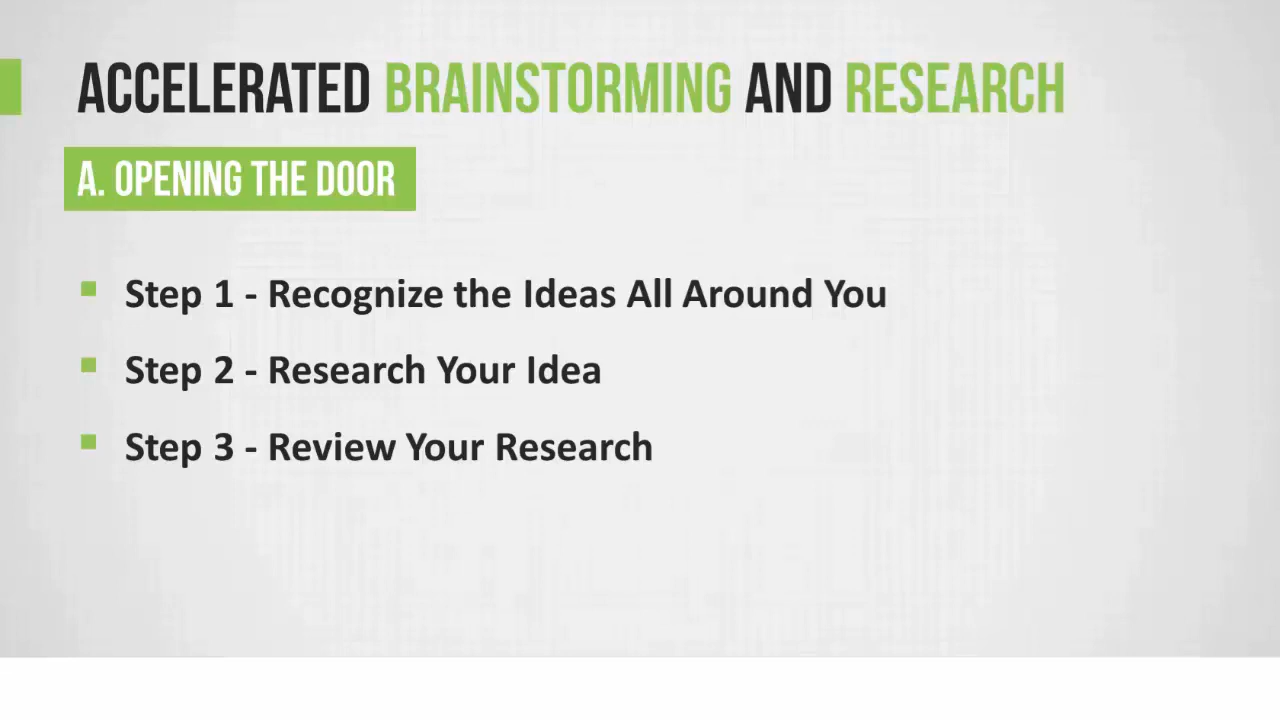 ACCELERATED BRAINSTORMING AND RESEARCH
A. OPENING THE DOOR
Step 1 - Recognize the Ideas All Around You
Step 2 - Research Your Idea
Step 3 - Review Your Research